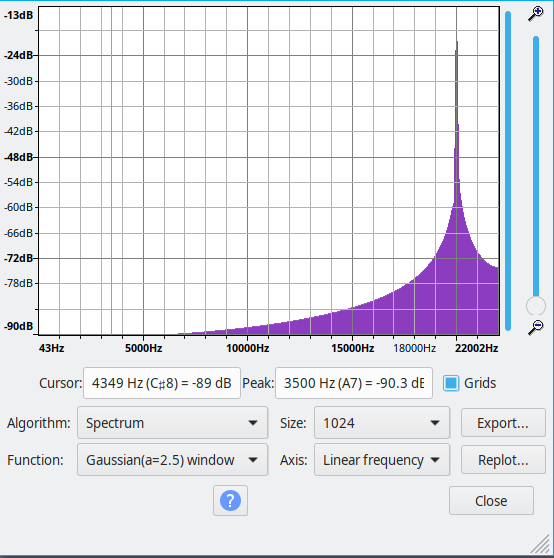 -13dB
-24dB
-30dB
-36dB
-42dB
-48dB
-54dB
-60dB
-66dB
-72dB
-78dB
-90dB
43Hz 5000Hz 10000Hz 15000Hz 18000Hz 22002Hz
Cursor: 4349 Hz (C♯8) = -89 dB Peak: 3500 Hz (A7) = -90.3 dB Grids
Algorithm: Spectrum Size: 1024 Export...
Function: Gaussian(a=2.5) window Axis: Linear frequency Replot...
? Close